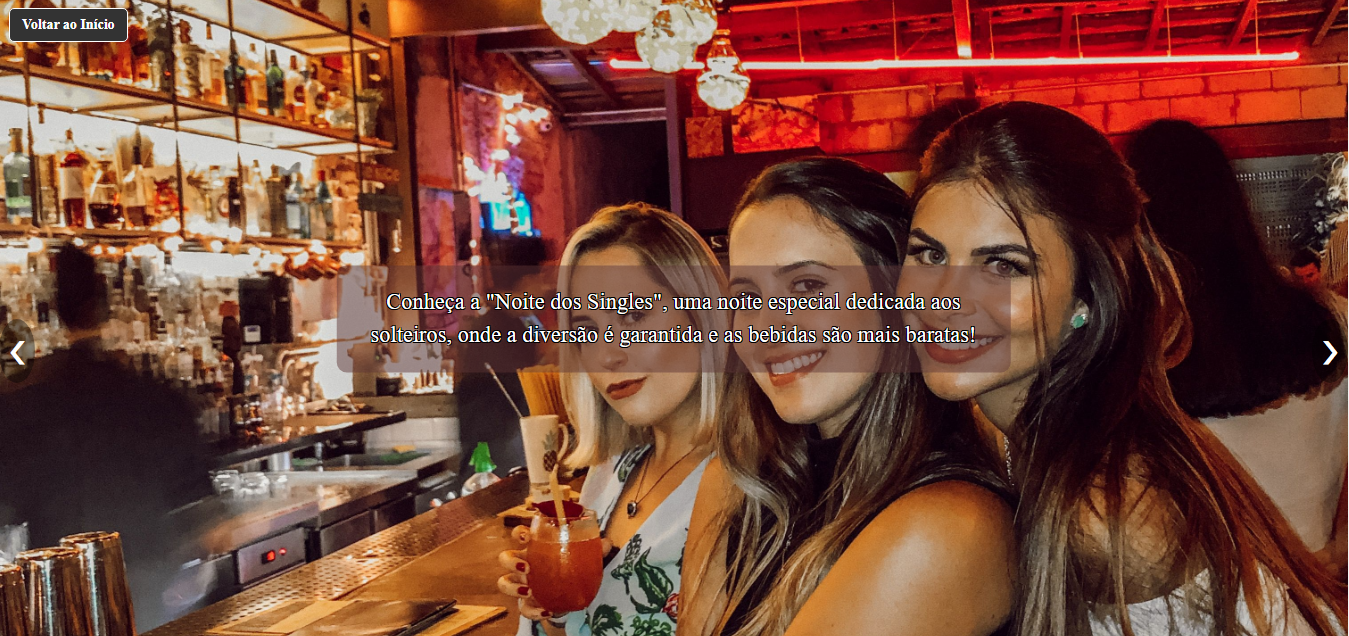 Voltar ao Início
Conheça a "Noite dos Singles", uma noite especial dedicada aos
solteiros, onde a diversão é garantida e as bebidas são mais baratas!